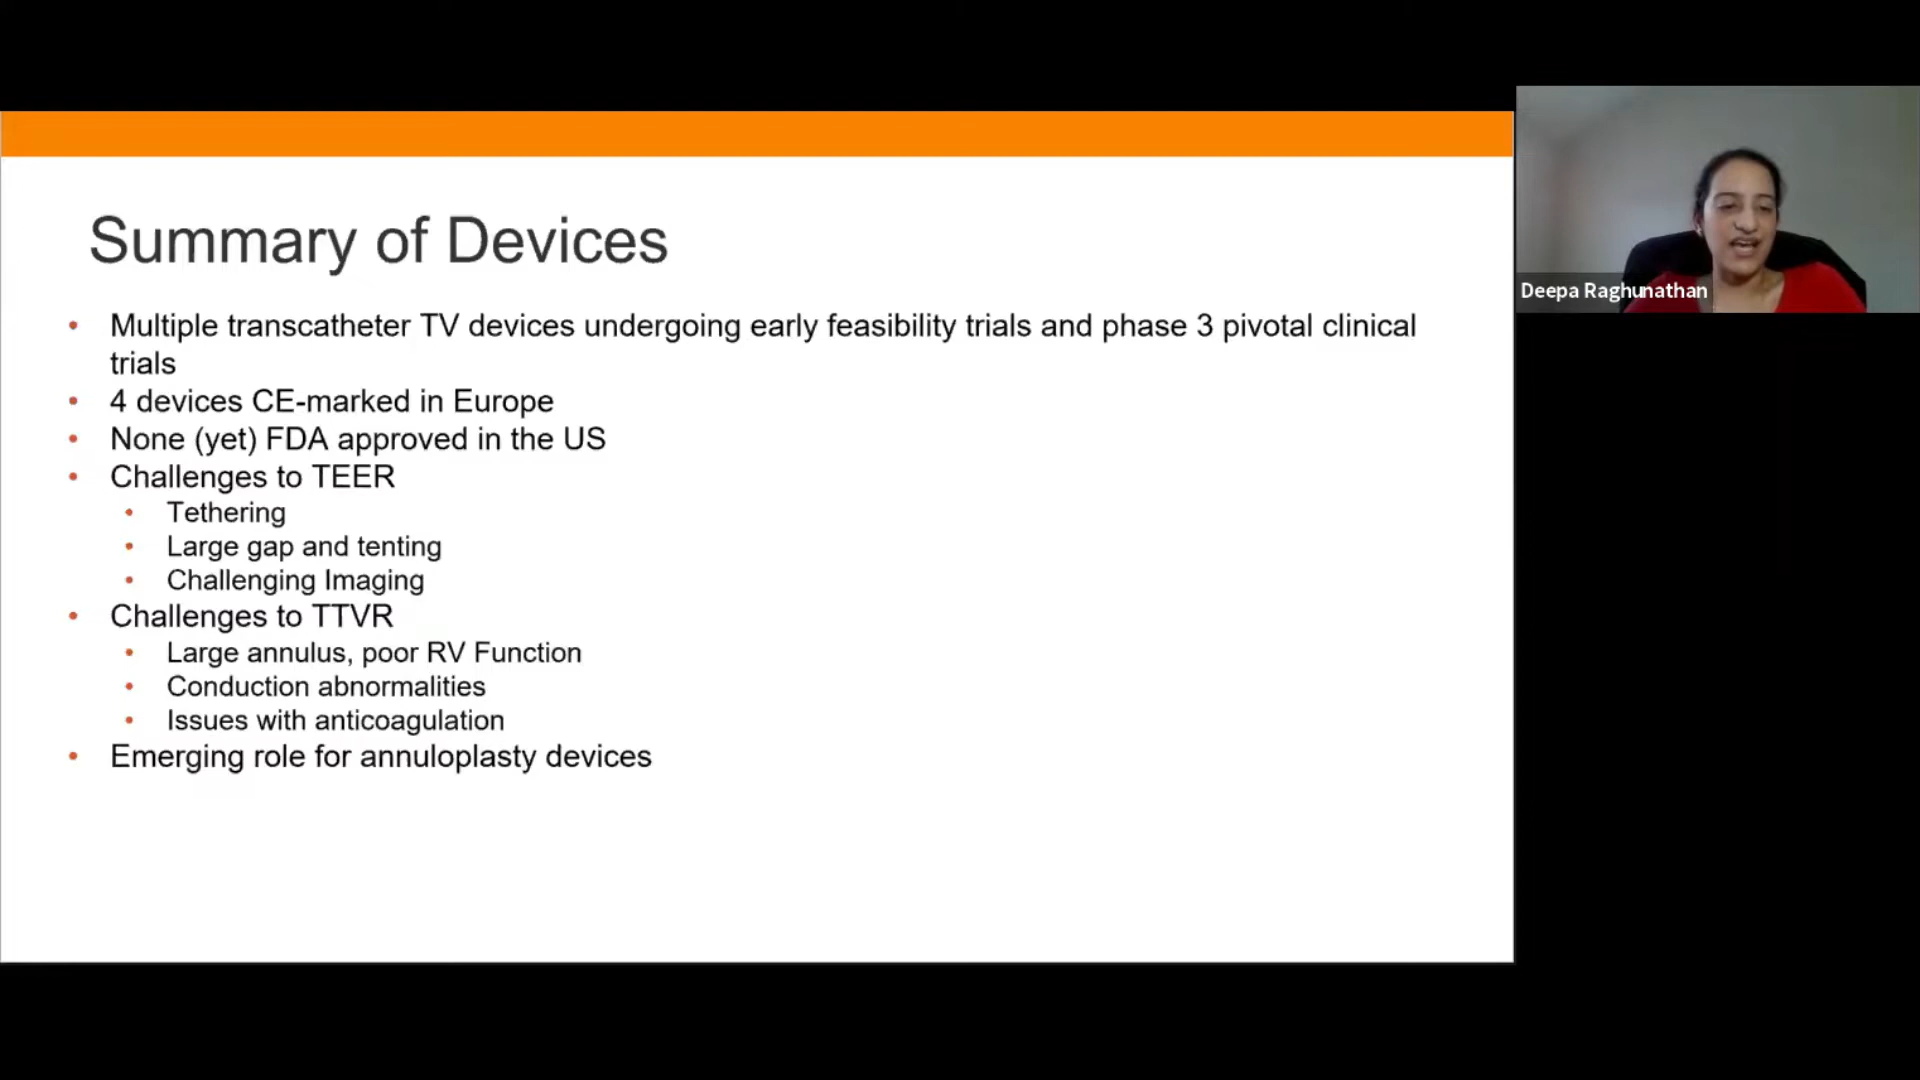 Summary of Devices
• Multiple transcatheter TV devices undergoing early feasibility trials and phase 3 pivotal clinical
trials
• 4 devices CE-marked in Europe
• None (yet) FDA approved in the US
• Challenges to TEER
• Tethering
• Large gap and tenting
• Challenging Imaging
• Challenges to TTVR
• Large annulus, poor RV Function
• Conduction abnormalities
• Issues with anticoagulation
• Emerging role for annuloplasty devices
Deepa Raghunathan